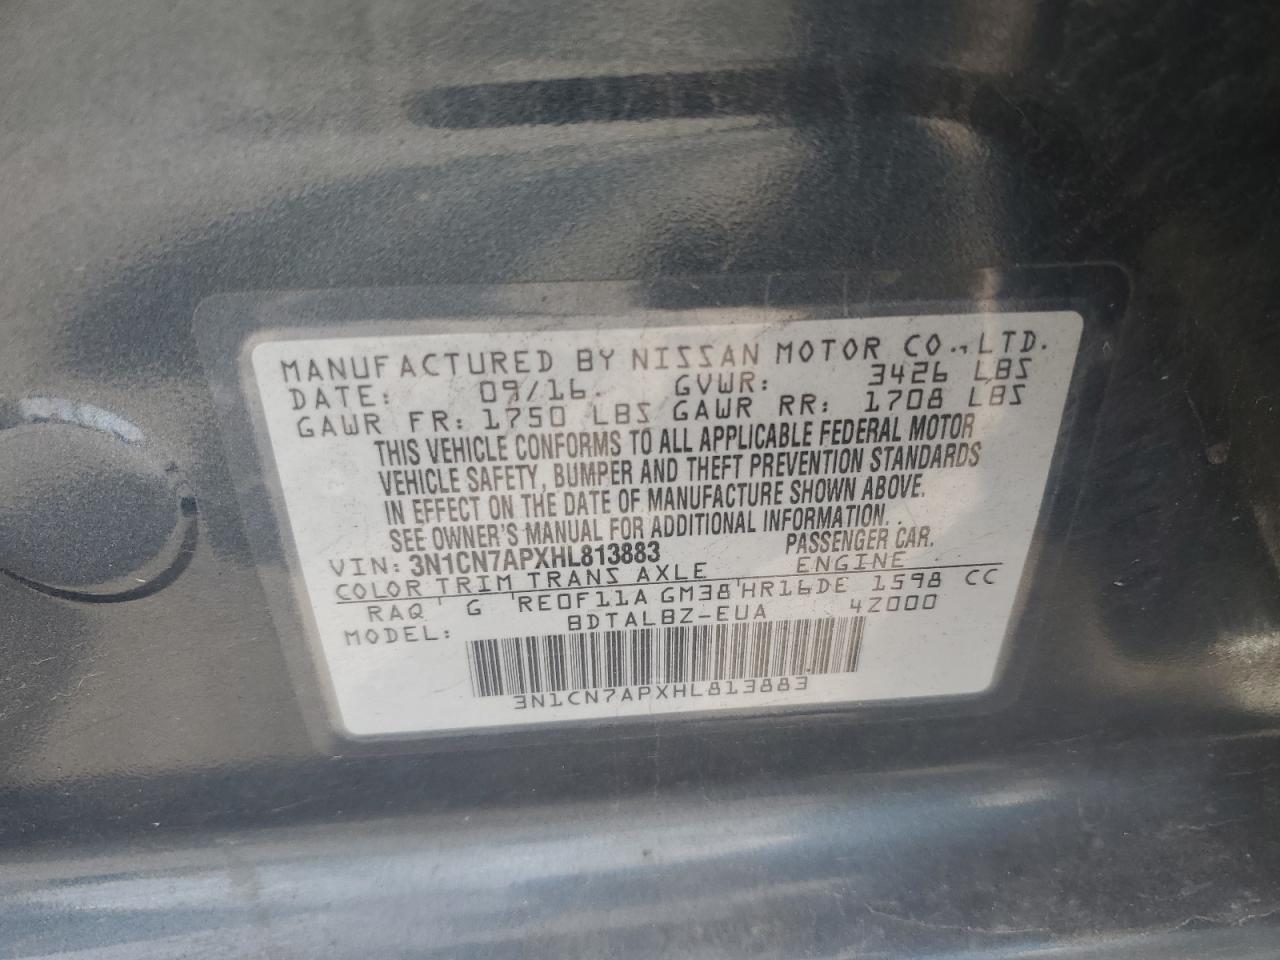 MANUFACTURED BY NISSAN MOTOR CO., LTD.
DATE: 09/16. GVWR: 3426 LBS
GAWR FR: 1750 LBS GAWR RR: 1708 LBS
THIS VEHICLE CONFORMS TO ALL APPLICABLE FEDERAL MOTOR
VEHICLE SAFETY, BUMPER AND THEFT PREVENTION STANDARDS
IN EFFECT ON THE DATE OF MANUFACTURE SHOWN ABOVE.
SEE OWNER'S MANUAL FOR ADDITIONAL INFORMATION.
VIN: 3N1CN7APXHL813883 PASSENGER CAR.
COLOR TRIM TRANS AXLE ENGINE
RAQ G RE0F11A GM38 HR16DE 1598 CC
MODEL: BDTALBZ-EUA 4Z000
3N1CN7APXHL813883